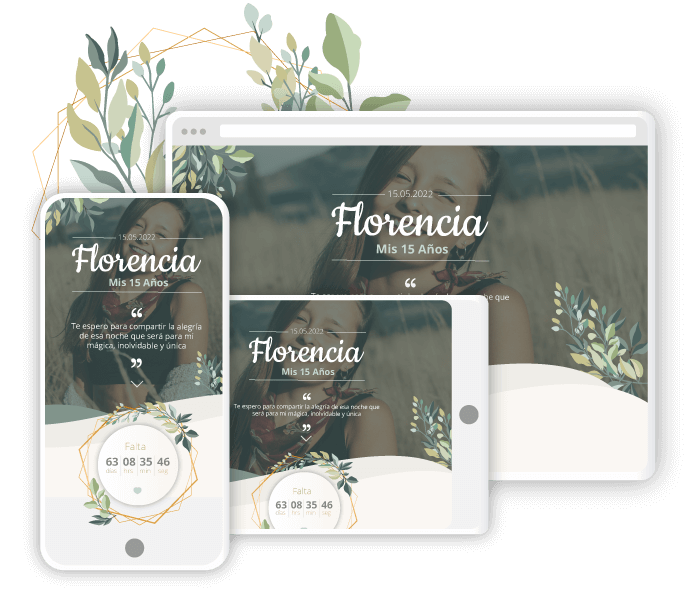 15.05.2022
Florencia
Mis 15 Años
“
he que
15.05.2022
Florencia
Mis 15 Años
“
Te espero para compartir la alegría
de esa noche que será para mi
mágica, inolvidable y única
”
Falta
63 08 35 46
días hrs min seg
15.05.2022
Florencia
Mis 15 Años
“
Te espero para compartir la alegría de esa noche que
será para mi mágica, inolvidable y única
”
Falta
63 08 35 46
días hrs min seg